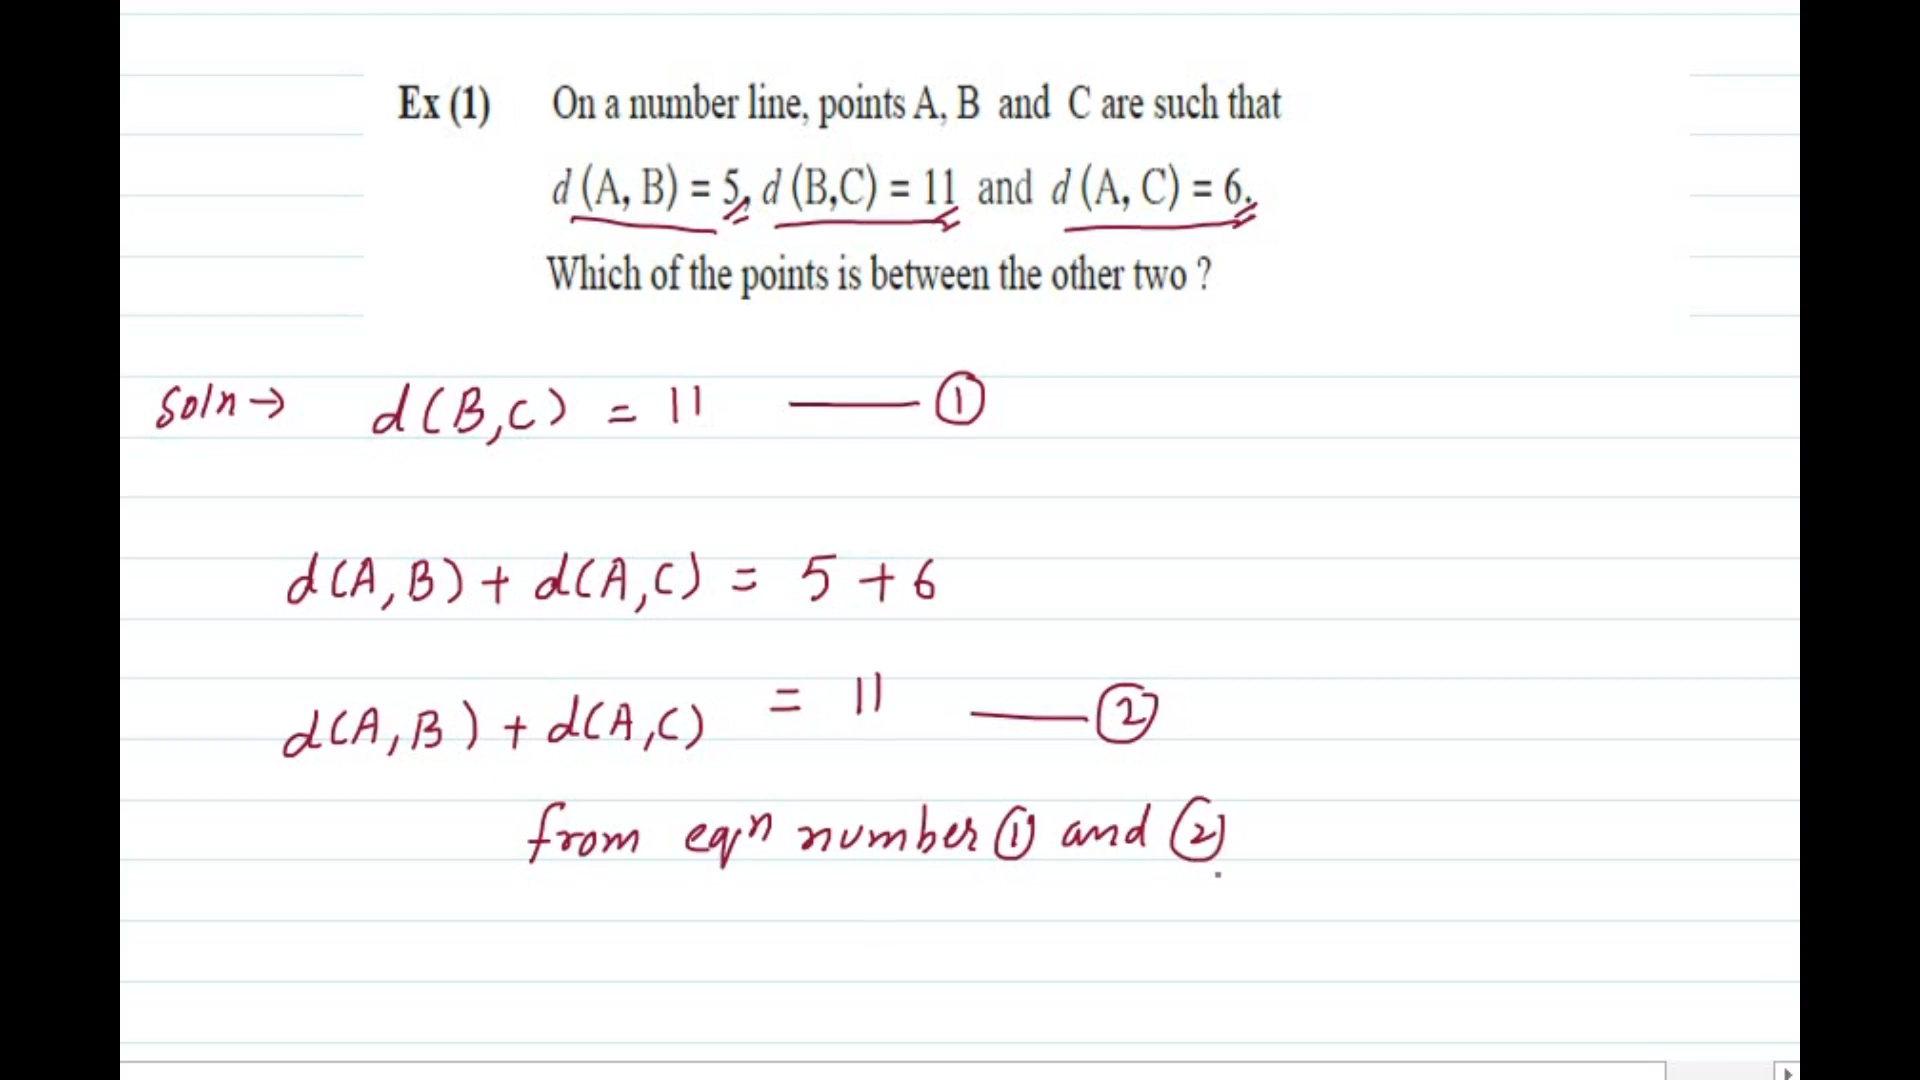 Ex (1) On a number line, points A, B and C are such that
d (A, B) = 5, d (B,C) = 11 and d (A, C) = 6.
Which of the points is between the other two ?
Soln → d(B,C) = 11 —— ①
d(A,B) + d(A,C) = 5 + 6
d(A,B) + d(A,C) = 11 —— ②
from eqn number ① and ②